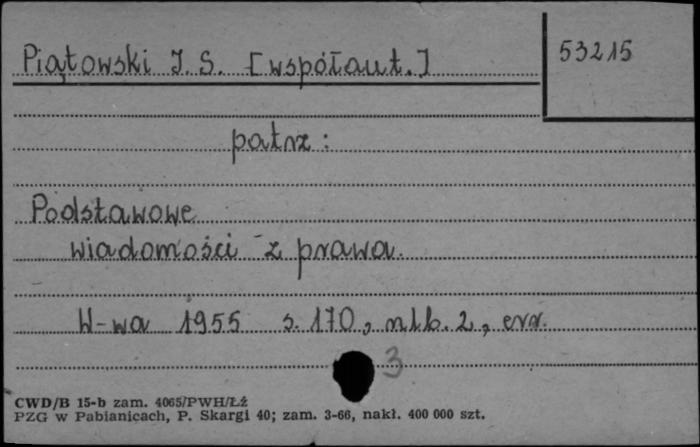 Piątowski J. S. [współaut.]
53215
patrz:
Podstawowe
wiadomości z prawa.
W-wa 1955 s. 170, nlb. 2, err.
3
CWD/B 15-b zam. 4065/PWH/Łź
PZG w Pabianicach, P. Skargi 40; zam. 3-66, nakł. 400 000 szt.